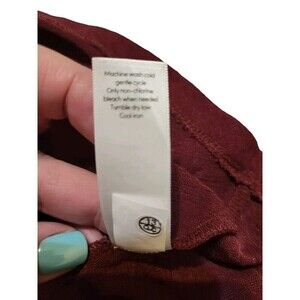 Machine wash cold
gentle cycle
Only non-chlorine
bleach when needed
Tumble dry low
Cool iron